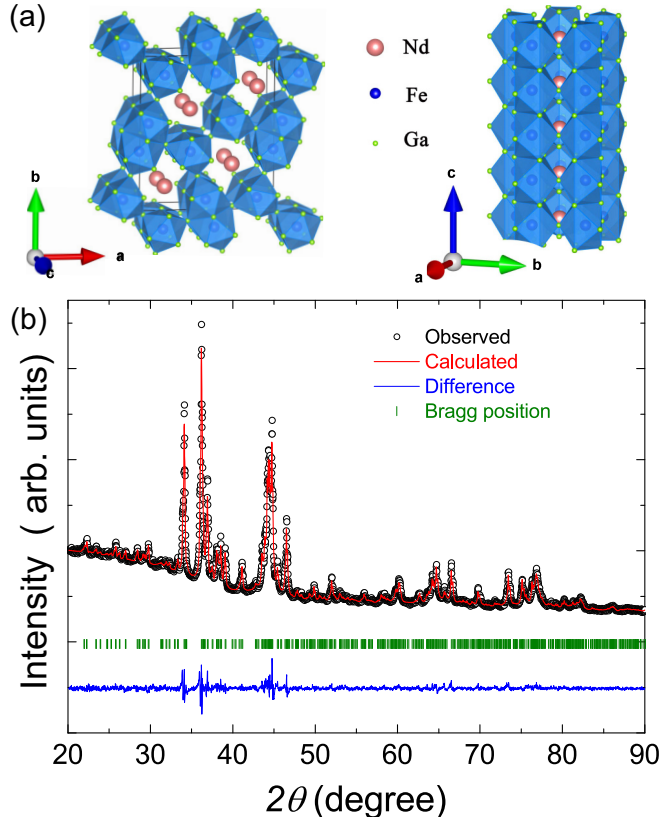 (a)
Nd
Fe
Ga
b
a
c
c
b
a
(b)
Observed
Calculated
Difference
Bragg position
Intensity ( arb. units)
20 30 40 50 60 70 80 90
2θ (degree)